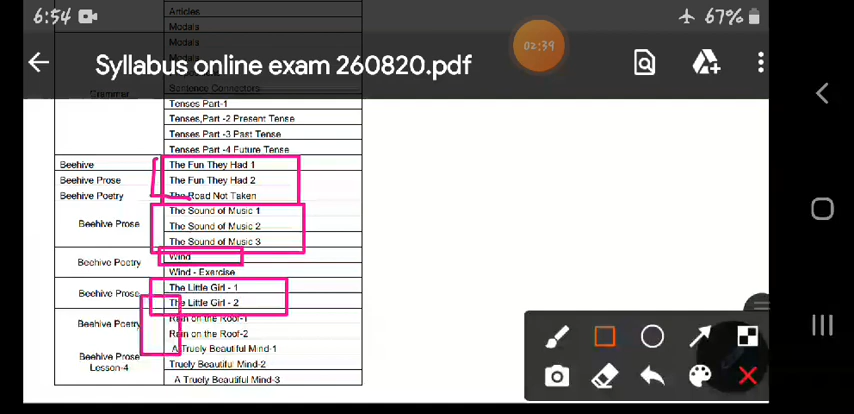 6:54 67%
02:39
Syllabus online exam 260820.pdf
Articles
Modals
Modals
Modals
Grammer Sentence Connectors
Tenses Part-1
Tenses,Part -2 Present Tense
Tenses Part -3 Past Tense
Tenses Part -4 Future Tense
Beehive The Fun They Had 1
Beehive Prose The Fun They Had 2
Beehive Poetry The Road Not Taken
The Sound of Music 1
Beehive Prose The Sound of Music 2
The Sound of Music 3
Beehive Poetry Wind
Wind - Exercise
Beehive Prose The Little Girl - 1
The Little Girl - 2
Beehive Poetry Rain on the Roof-1
Rain on the Roof-2
Beehive Prose A Truely Beautiful Mind-1
Lesson-4 Truely Beautiful Mind-2
A Truely Beautiful Mind-3